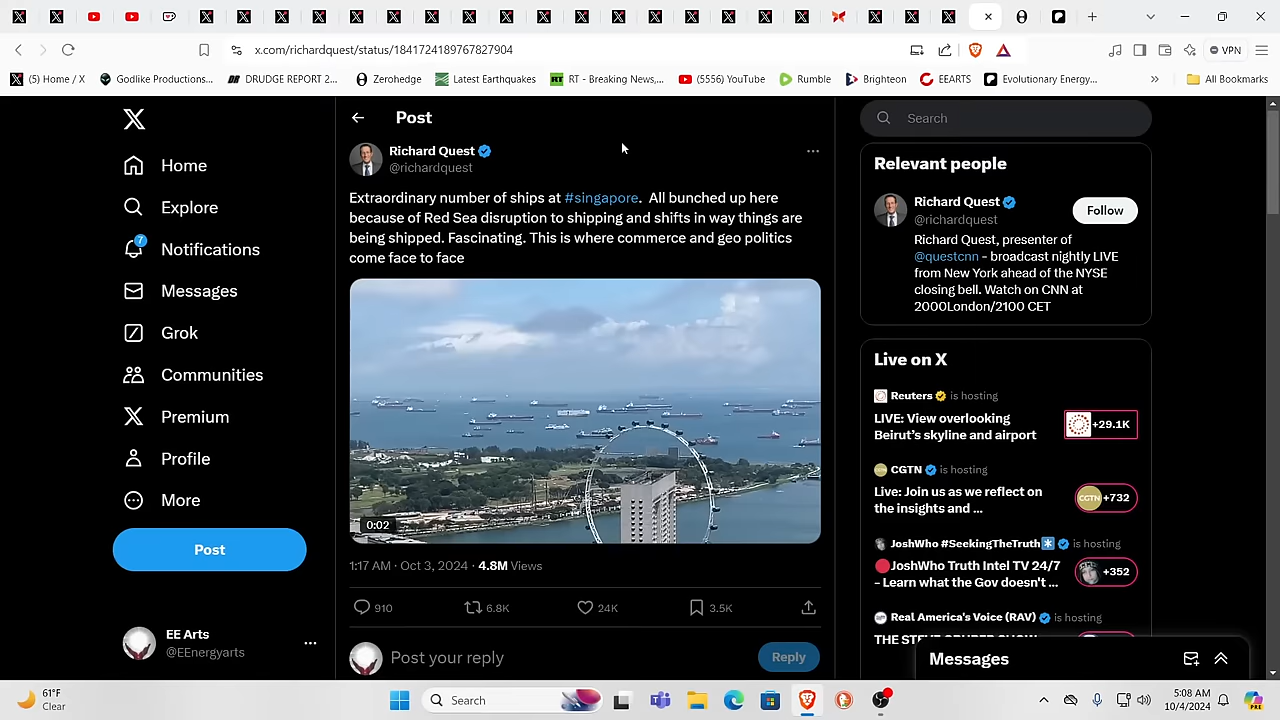 x.com/richardquest/status/1841724189767827904
VPN
(5) Home / X
Godlike Productions...
DRUDGE REPORT 2...
Zerohedge
Latest Earthquakes
RT - Breaking News,...
(5556) YouTube
Rumble
Brighteon
EEARTS
Evolutionary Energy...
All Bookmarks
Home
Explore
7
Notifications
Messages
Grok
Communities
Premium
Profile
More
Post
EE Arts
@EEnergyarts
Post
Richard Quest
@richardquest
Extraordinary number of ships at #singapore. All bunched up here
because of Red Sea disruption to shipping and shifts in way things are
being shipped. Fascinating. This is where commerce and geo politics
come face to face
0:02
1:17 AM · Oct 3, 2024 · 4.8M Views
910
6.8K
24K
3.5K
Post your reply
Reply
Search
Relevant people
Richard Quest
@richardquest
Follow
Richard Quest, presenter of
@questcnn - broadcast nightly LIVE
from New York ahead of the NYSE
closing bell. Watch on CNN at
2000London/2100 CET
Live on X
Reuters is hosting
LIVE: View overlooking
Beirut's skyline and airport
+29.1K
CGTN is hosting
Live: Join us as we reflect on
the insights and ...
CGTN +732
JoshWho #SeekingTheTruth is hosting
JoshWho Truth Intel TV 24/7
- Learn what the Gov doesn't ...
+352
Real America's Voice (RAV) is hosting
Messages
61°F
Clear
Search
5:08 AM
10/4/2024
PRE